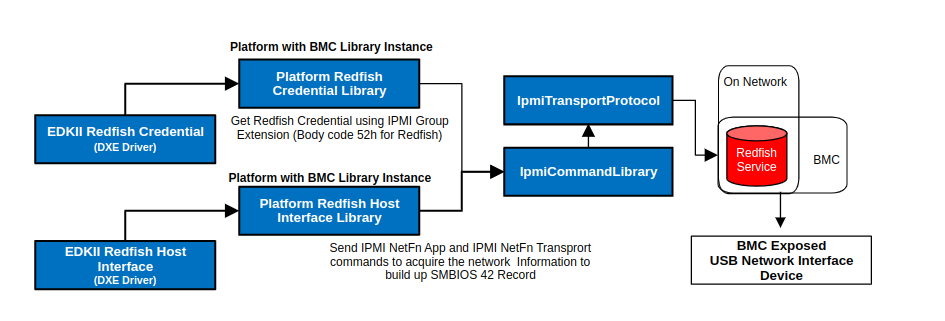 Platform with BMC Library Instance
Platform Redfish
Credential Library
EDKII Redfish Credential
(DXE Driver)
Get Redfish Credential using IPMI Group
Extension (Body code 52h for Redfish)
Platform with BMC Library Instance
Platform Redfish Host
Interface Library
EDKII Redfish Host
Interface
(DXE Driver)
Send IPMI NetFn App and IPMI NetFn Transprort
commands to acquire the network  Information to
build up SMBIOS 42 Record
IpmiTransportProtocol
IpmiCommandLibrary
On Network
Redfish
Service
BMC
BMC Exposed
USB Network Interface
Device